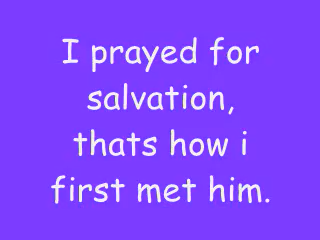 I prayed for
salvation,
thats how i
first met him.